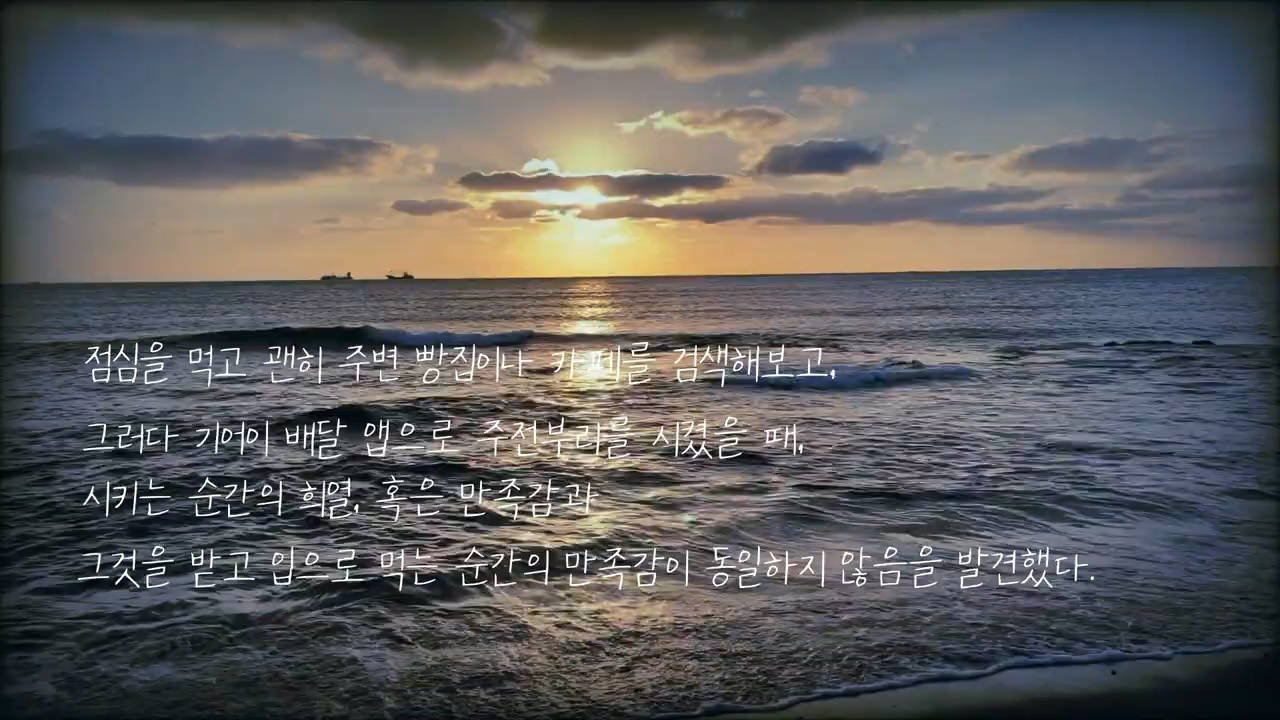 점심을 먹고 괜히 주변 빵집이나 카페를 검색해보고,
그러다 기어이 배달 앱으로 주전부리를 시켰을 때,
시키는 순간의 희열, 혹은 만족감과
그것을 받고 입으로 먹는 순간의 만족감이 동일하지 않음을 발견했다.